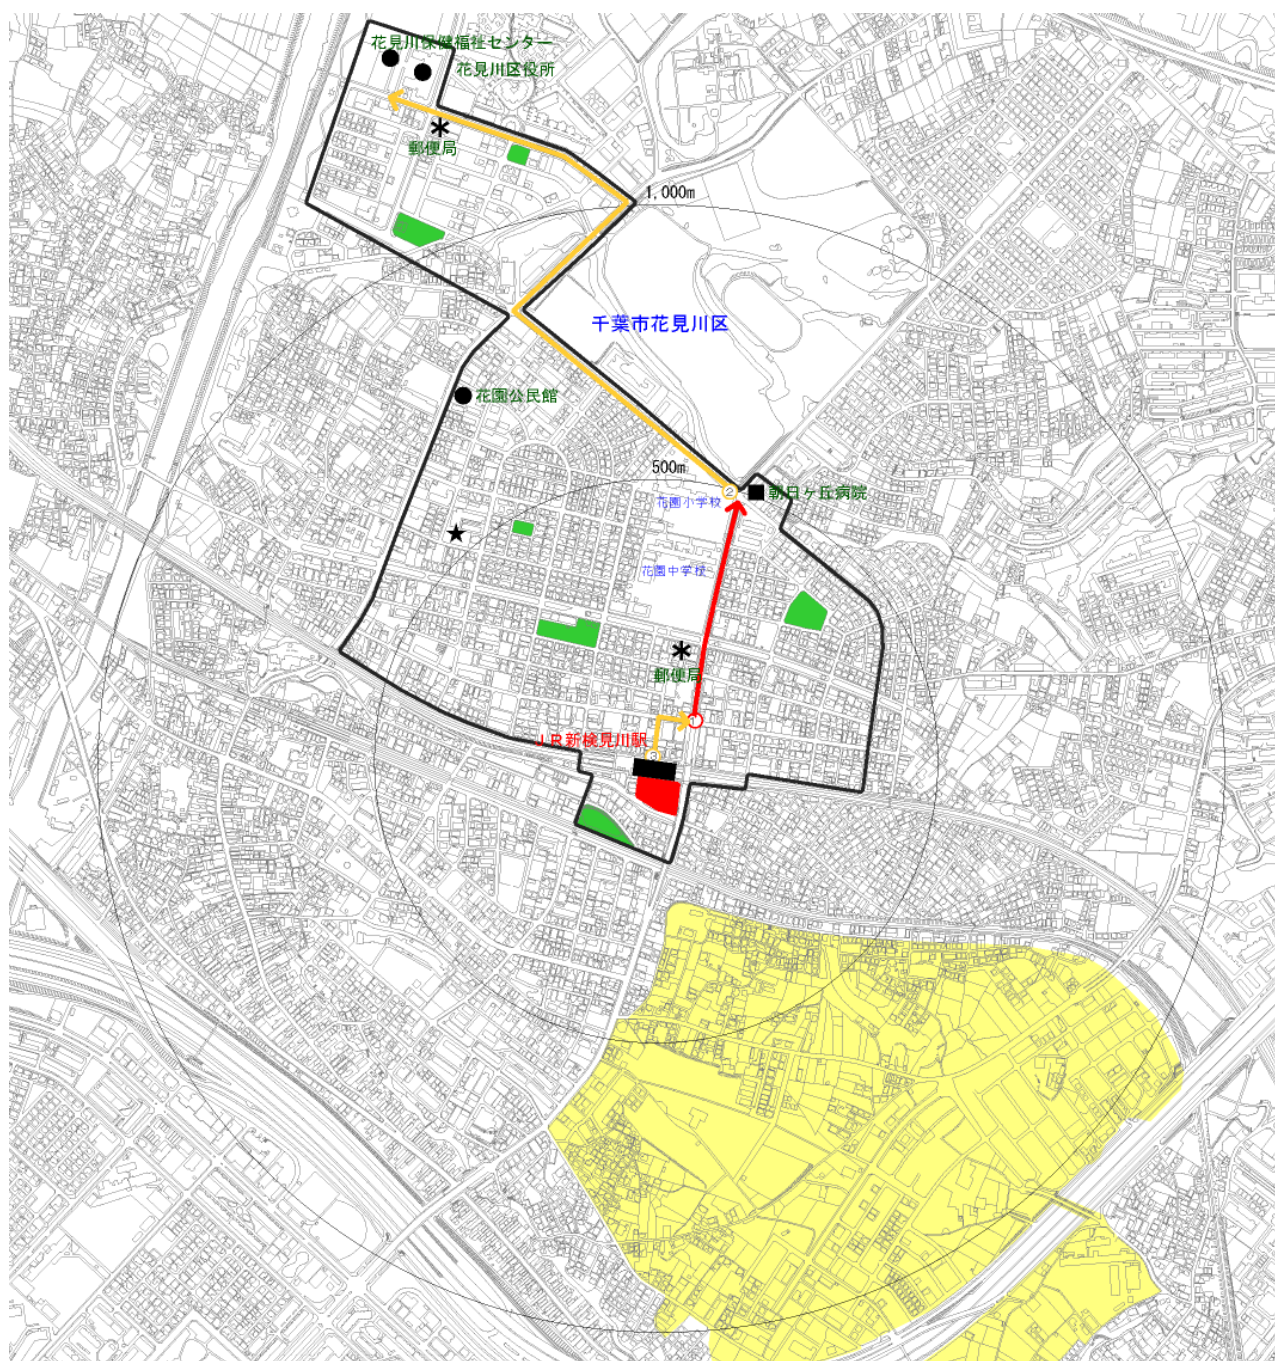 花見川保健福祉センター
花見川区役所
郵便局
1,000m
千葉市花見川区
花園公民館
500m
花園小学校
②
朝日ヶ丘病院
花園中学校
郵便局
①
ＪＲ新検見川駅
③